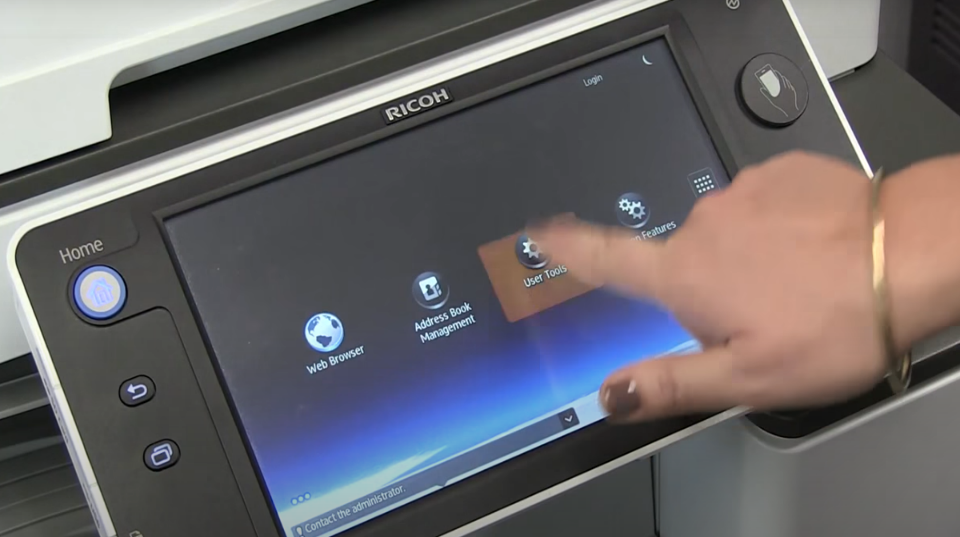 RICOH
Login
Home
Features
User Tools
Address Book
Management
Web Browser
Contact the administrator.